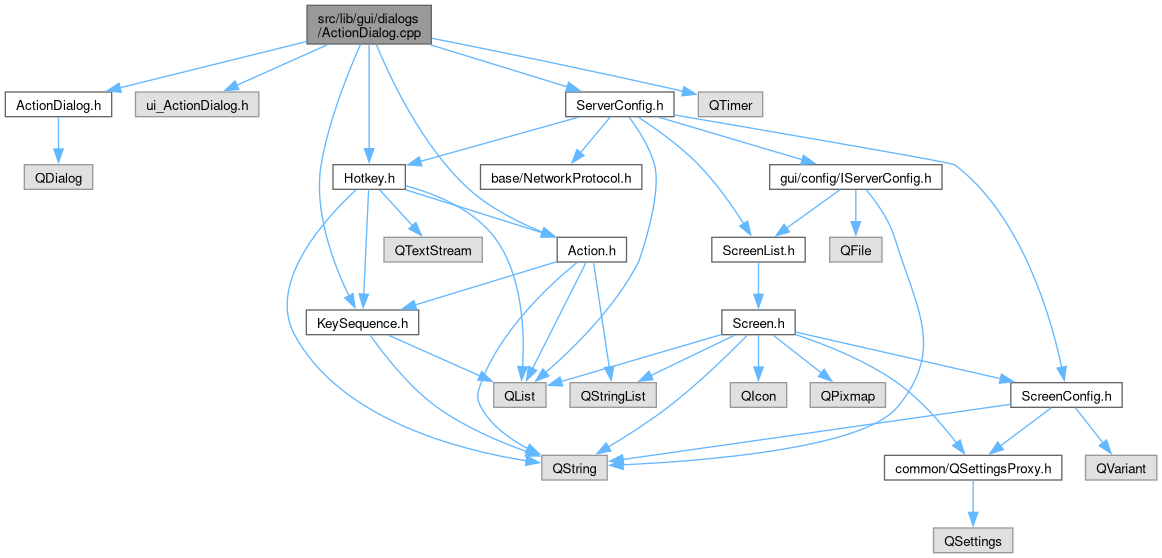 src/lib/gui/dialogs
/ActionDialog.cpp
ActionDialog.h
ui_ActionDialog.h
ServerConfig.h
QTimer
QDialog
Hotkey.h
base/NetworkProtocol.h
gui/config/IServerConfig.h
QTextStream
Action.h
ScreenList.h
QFile
KeySequence.h
Screen.h
QList
QStringList
QIcon
QPixmap
ScreenConfig.h
QString
common/QSettingsProxy.h
QVariant
QSettings